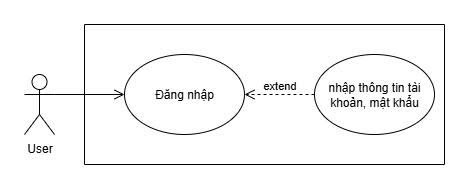 extend
Đăng nhập
nhập thông tin tài
khoản, mật khẩu
User